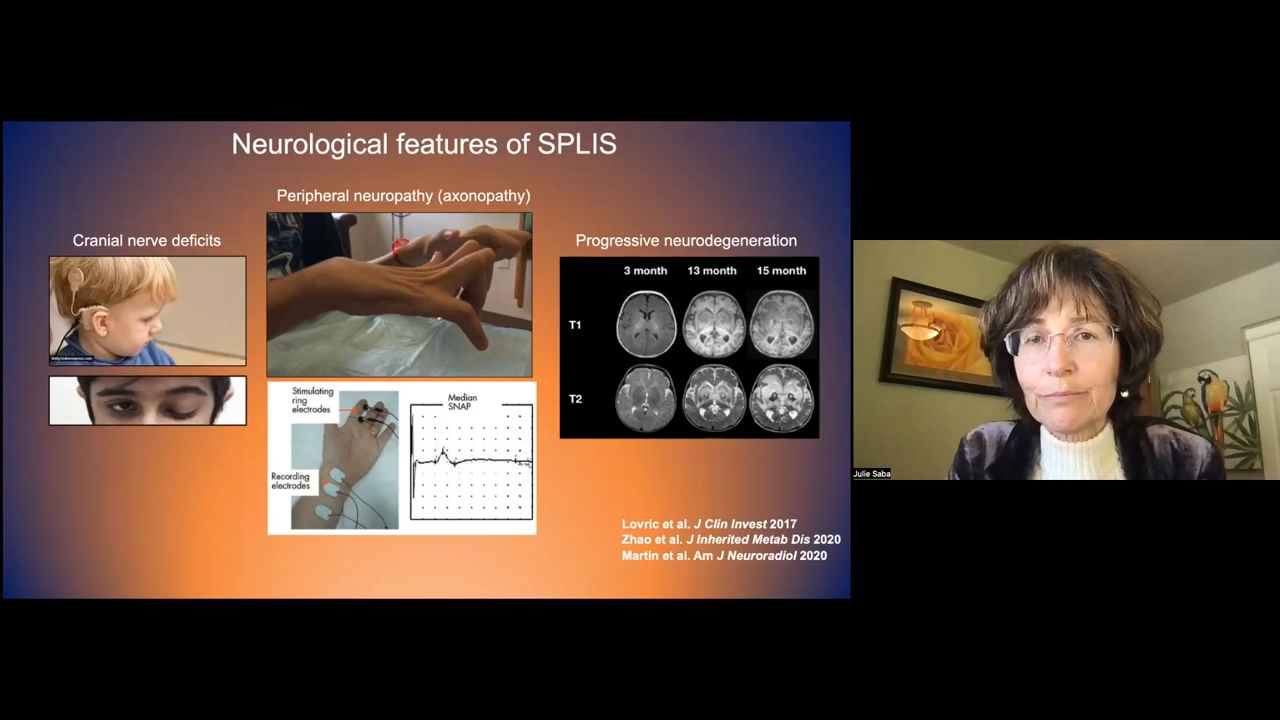 Neurological features of SPLIS
Peripheral neuropathy (axonopathy)
Cranial nerve deficits
Progressive neurodegeneration
3 month 13 month 15 month
T1
T2
Stimulating
ring
electrodes
Recording
electrodes
Median
SNAP
Lovric et al. J Clin Invest 2017
Zhao et al. J Inherited Metab Dis 2020
Martin et al. Am J Neuroradiol 2020
Julie Saba